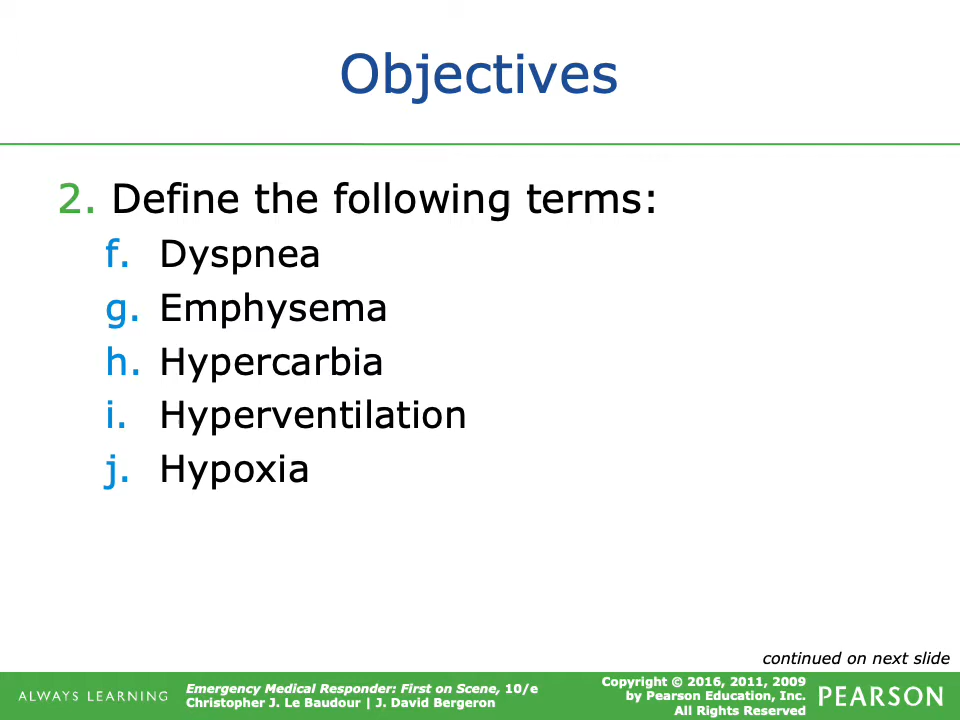 Objectives
2. Define the following terms:
f. Dyspnea
g. Emphysema
h. Hypercarbia
i. Hyperventilation
j. Hypoxia
continued on next slide
ALWAYS LEARNING
Emergency Medical Responder: First on Scene, 10/e
Christopher J. Le Baudour | J. David Bergeron
Copyright © 2016, 2011, 2009
by Pearson Education, Inc.
All Rights Reserved
PEARSON